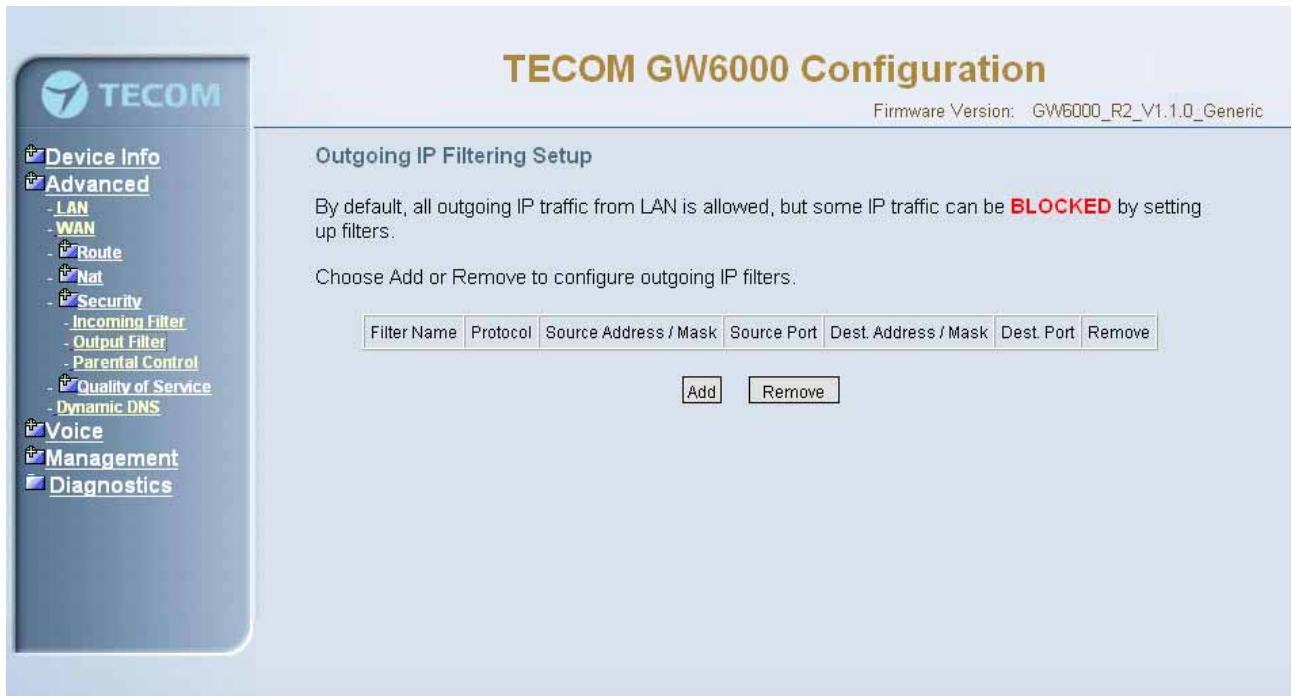 TECOM
TECOM GW6000 Configuration
Firmware Version: GW6000_R2_V1.1.0_Generic
Device Info
Advanced
- LAN
- WAN
- Route
- Nat
- Security
- Incoming Filter
- Output Filter
- Parental Control
- Quality of Service
- Dynamic DNS
Voice
Management
Diagnostics
Outgoing IP Filtering Setup
By default, all outgoing IP traffic from LAN is allowed, but some IP traffic can be BLOCKED by setting
up filters.
Choose Add or Remove to configure outgoing IP filters.
Filter Name Protocol Source Address / Mask Source Port Dest. Address / Mask Dest. Port Remove
Add Remove